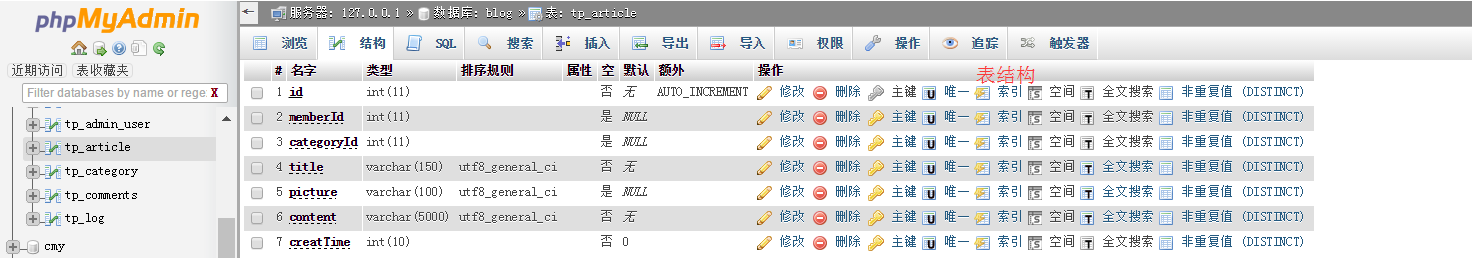 phpMyAdmin
近期访问 表收藏夹
Filter databases by name or rege X
tp_admin_user
tp_article
tp_category
tp_comments
tp_log
cmy
服务器: 127.0.0.1 » 数据库: blog » 表: tp_article
浏览 结构 SQL 搜索 插入 导出 导入 权限 操作 追踪 触发器
# 名字 类型 排序规则 属性 空 默认 额外 操作
表结构
1 id int(11) 否 无 AUTO_INCREMENT 修改 删除 主键 唯一 索引 空间 全文搜索 非重复值 (DISTINCT)
2 memberId int(11) 是 NULL 修改 删除 主键 唯一 索引 空间 全文搜索 非重复值 (DISTINCT)
3 categoryId int(11) 是 NULL 修改 删除 主键 唯一 索引 空间 全文搜索 非重复值 (DISTINCT)
4 title varchar(150) utf8_general_ci 否 无 修改 删除 主键 唯一 索引 空间 全文搜索 非重复值 (DISTINCT)
5 picture varchar(100) utf8_general_ci 是 NULL 修改 删除 主键 唯一 索引 空间 全文搜索 非重复值 (DISTINCT)
6 content varchar(5000) utf8_general_ci 否 无 修改 删除 主键 唯一 索引 空间 全文搜索 非重复值 (DISTINCT)
7 creatTime int(10) 否 0 修改 删除 主键 唯一 索引 空间 全文搜索 非重复值 (DISTINCT)